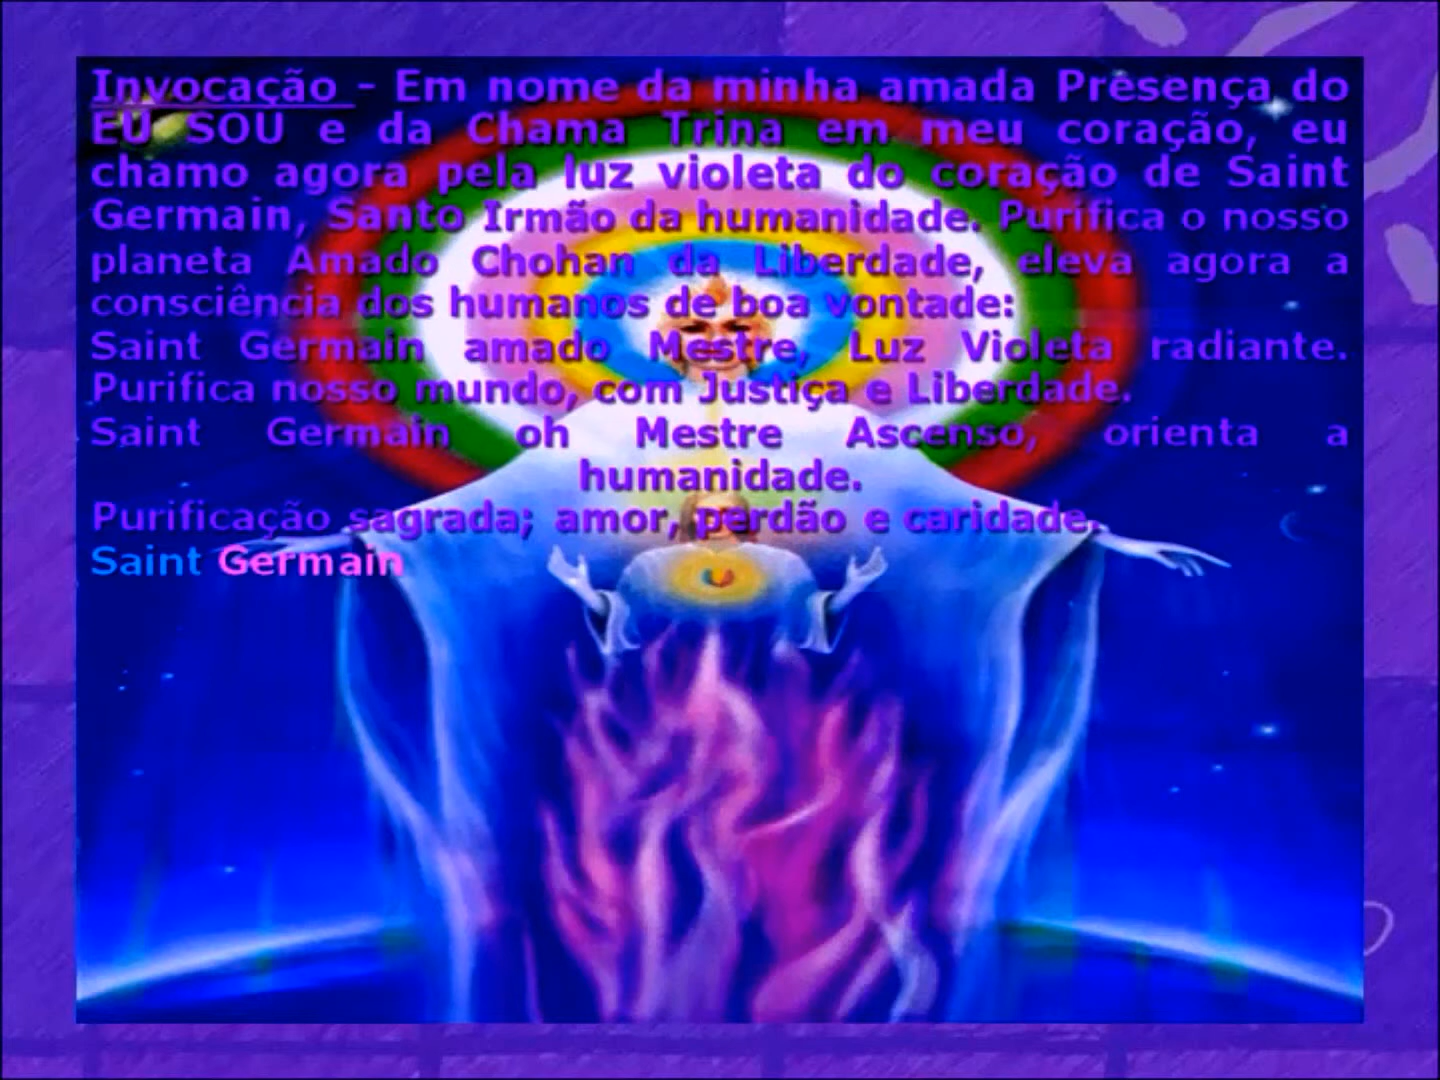 Invocação - Em nome da minha amada Presença do
EU SOU e da Chama Trina em meu coração, eu
chamo agora pela luz violeta do coração de Saint
Germain, Santo Irmão da humanidade. Purifica o nosso
planeta Amado Chohan da Liberdade, eleva agora a
consciência dos humanos de boa vontade:
Saint Germain amado Mestre, Luz Violeta radiante.
Purifica nosso mundo, com Justiça e Liberdade.
Saint Germain oh Mestre Ascenso, orienta a
humanidade.
Purificação sagrada; amor, perdão e caridade.
Saint Germain